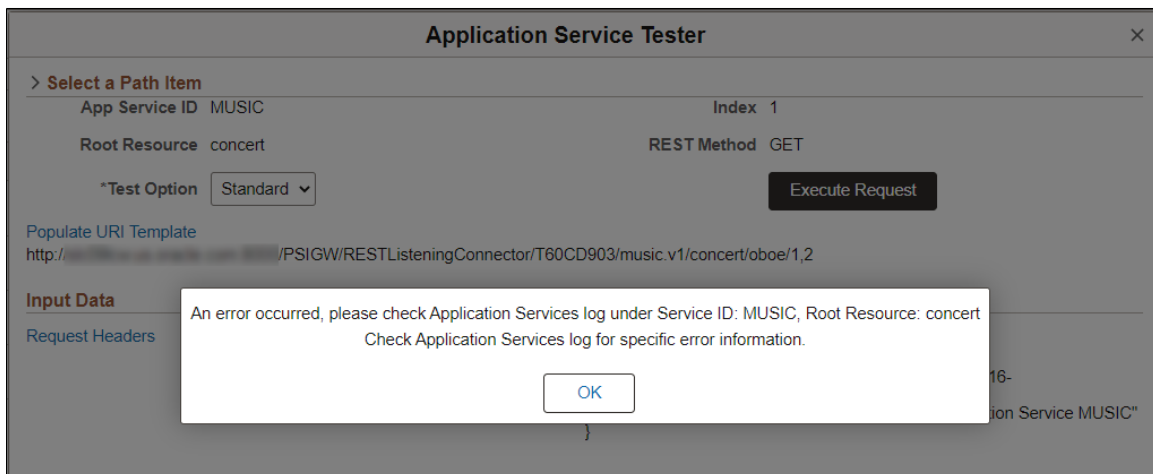 Application Service Tester
×
> Select a Path Item
App Service ID MUSIC Index 1
Root Resource concert REST Method GET
*Test Option Standard Execute Request
Populate URI Template
http:/ /PSIGW/RESTListeningConnector/T60CD903/music.v1/concert/oboe/1,2
Input Data
An error occurred, please check Application Services log under Service ID: MUSIC, Root Resource: concert
Request Headers
Check Application Services log for specific error information.
16-
OK
ion Service MUSIC"
}